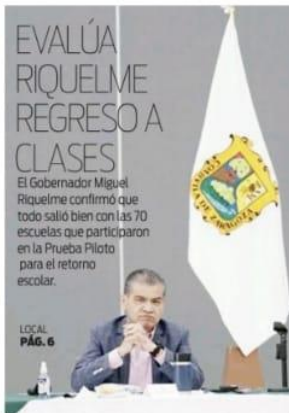 EVALÚA
RIQUELME
REGRESO A
CLASES
El Gobernador Miguel
Riquelme confirmó que
todo salió bien con las 70
escuelas que participaron
en la Prueba Piloto
para el retorno
escolar.
LOCAL
PÁG. 6